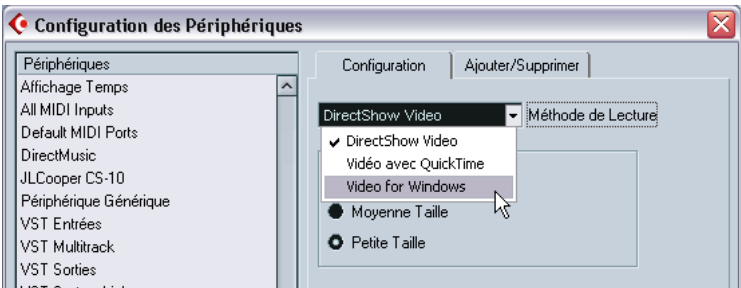 Configuration des Périphériques
Périphériques
Affichage Temps
All MIDI Inputs
Default MIDI Ports
DirectMusic
JLCooper CS-10
Périphérique Générique
VST Entrées
VST Multitrack
VST Sorties
Configuration
Ajouter/Supprimer
DirectShow Video
Méthode de Lecture
DirectShow Video
Vidéo avec QuickTime
Video for Windows
Moyenne Taille
Petite Taille